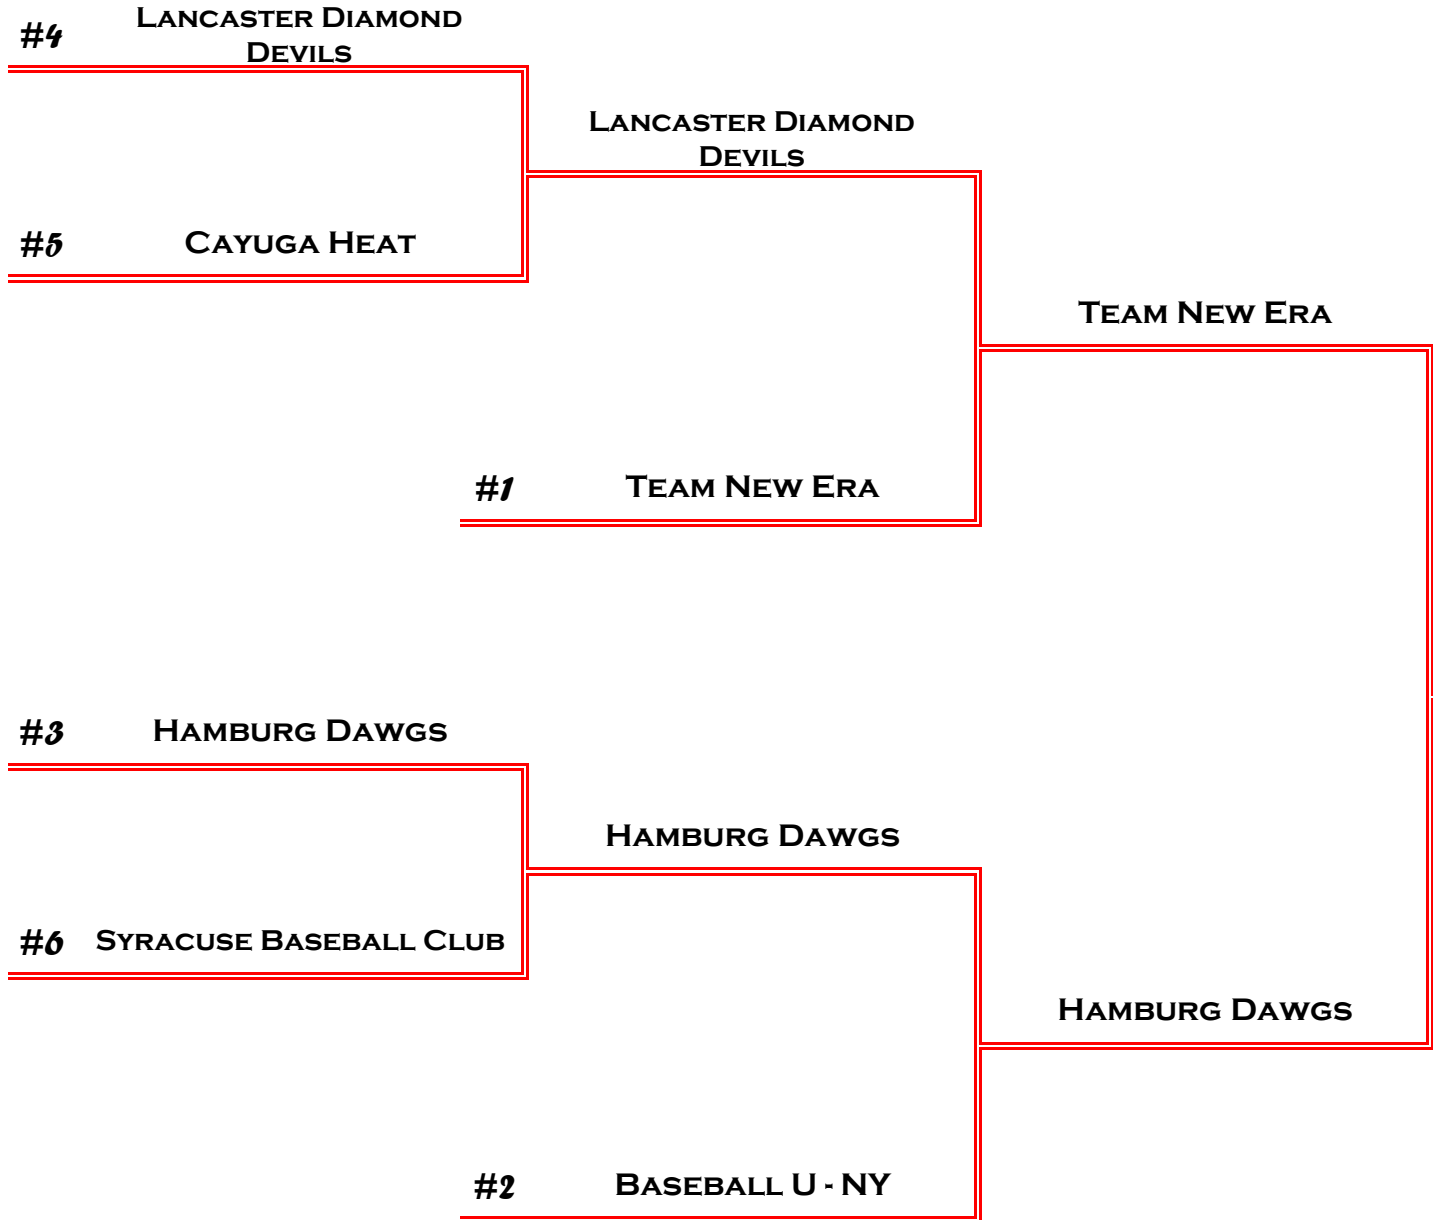 #4 Lancaster Diamond
Devils
Lancaster Diamond
Devils
#5 Cayuga Heat
Team New Era
#1 Team New Era
#3 Hamburg Dawgs
Hamburg Dawgs
#6 Syracuse Baseball Club
Hamburg Dawgs
#2 Baseball U - NY